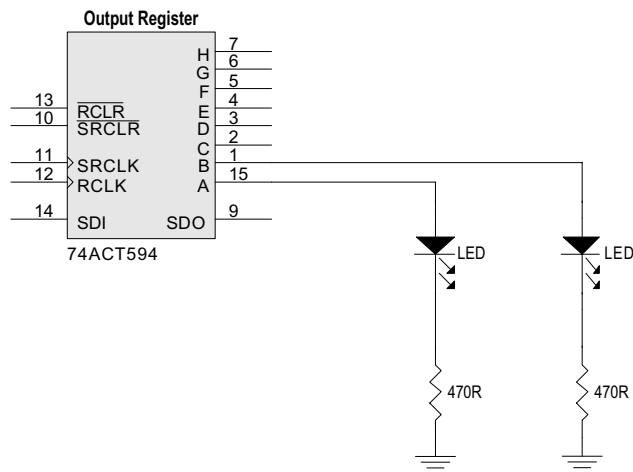 Output Register
7
H
6
G
5
F
4
E
3
D
2
C
1
B
15
A
9
SDO
13
RCLR
10
SRCLR
11
SRCLK
12
RCLK
14
SDI
74ACT594
LED
LED
470R
470R